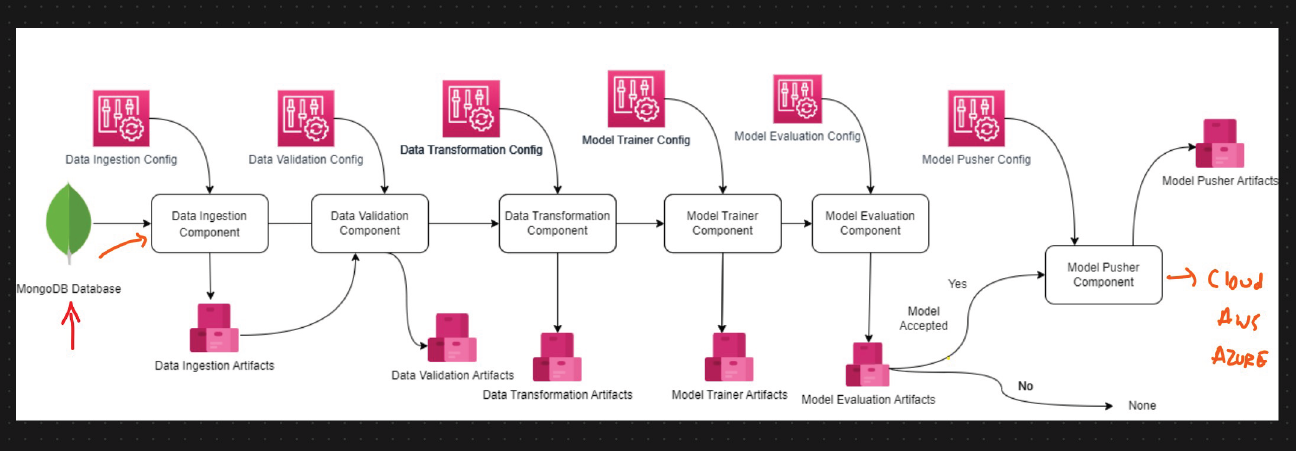 Data Ingestion Config
Data Validation Config
Data Transformation Config
Model Trainer Config
Model Evaluation Config
Model Pusher Config
Model Pusher Artifacts
MongoDB Database
Data Ingestion
Component
Data Validation
Component
Data Transformation
Component
Model Trainer
Component
Model Evaluation
Component
Model Pusher
Component
Cloud
AWS
AZURE
Yes
Model
Accepted
No
None
Data Ingestion Artifacts
Data Validation Artifacts
Data Transformation Artifacts
Model Trainer Artifacts
Model Evaluation Artifacts